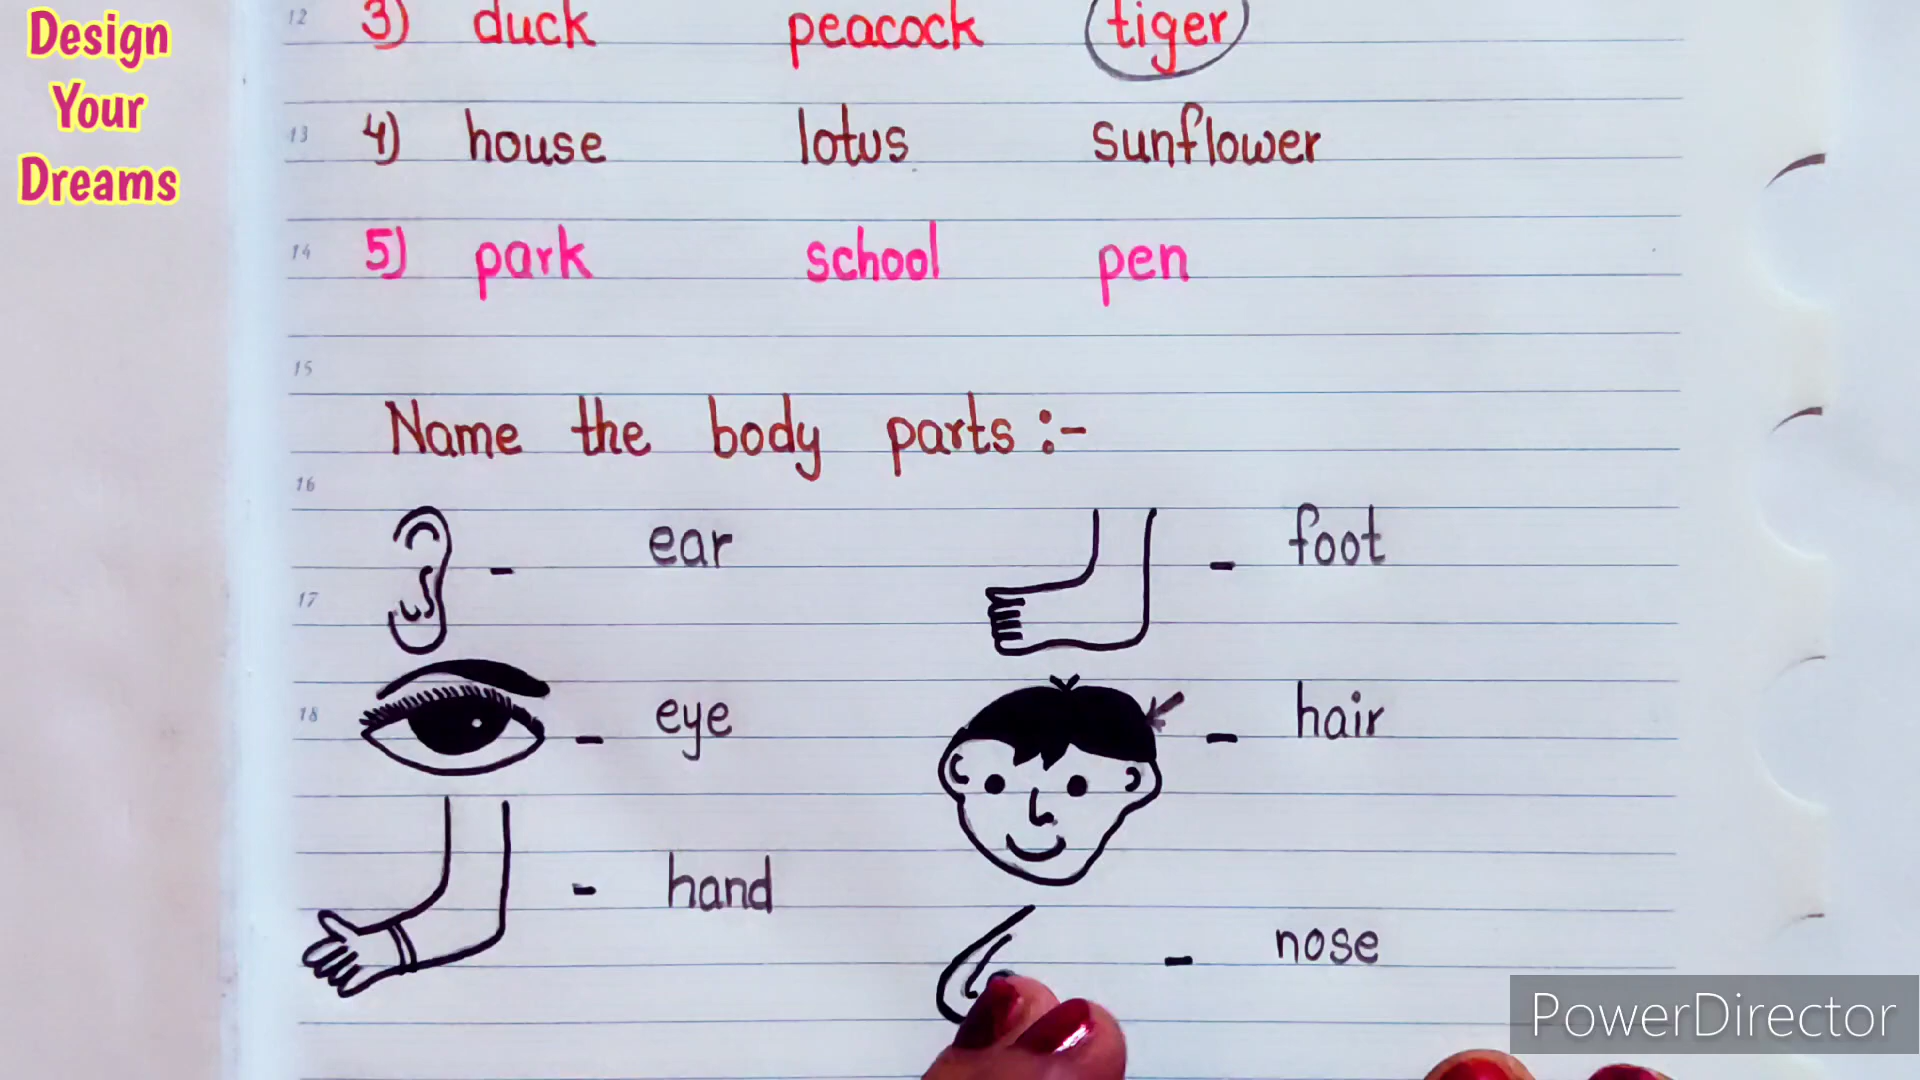 Design
Your
Dreams
12 3) duck peacock tiger
13 4) house lotus sunflower
14 5) park school pen
15
Name the body parts :-
16
- ear - foot
17
18 - eye - hair
- hand
- nose
PowerDirector